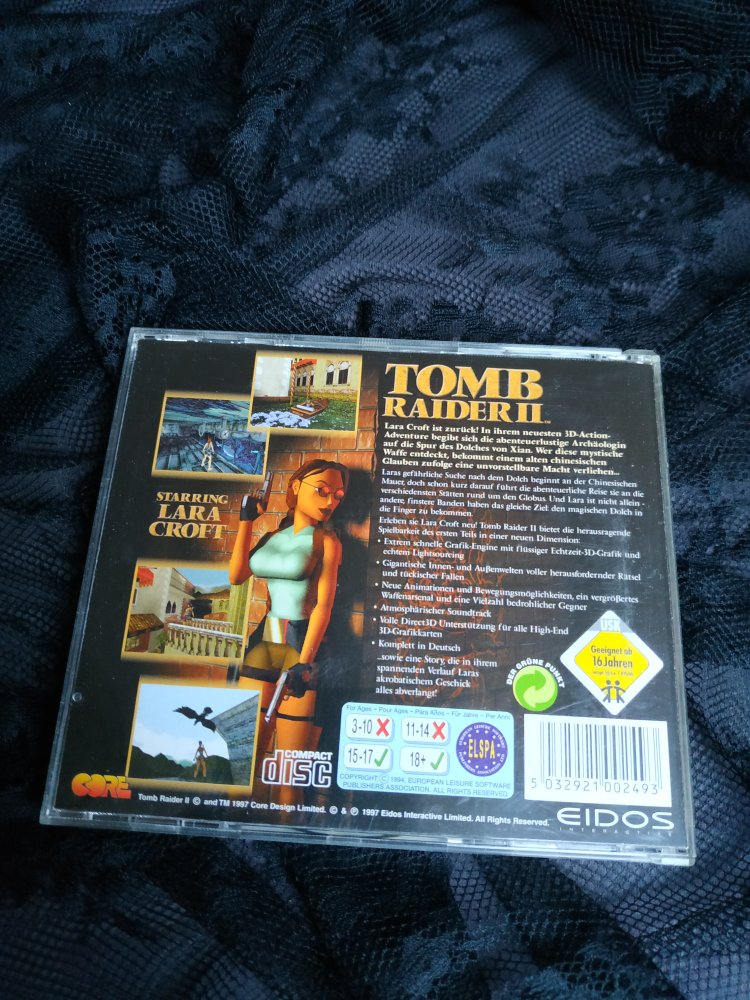 TOMB
RAIDER II™
Lara Croft ist zurück! In ihrem neuesten 3D-Action-
Adventure begibt sich die abenteuerlustige Archäologin
auf die Spur des Dolches von Xian. Wer diese mystische
Waffe entdeckt, bekommt einem alten chinesischen
Glauben zufolge eine unvorstellbare Macht verliehen...
Laras gefährliche Suche nach dem Dolch beginnt an der Chinesischen
Mauer, doch schon kurz darauf führt die abenteuerliche Reise sie an die
verschiedensten Stätten rund um den Globus. Und Lara ist nicht allein -
andere, finstere Banden haben das gleiche Ziel den magischen Dolch in
die Finger zu bekommen.
Erleben sie Lara Croft neu! Tomb Raider II bietet die herausragende
Spielbarkeit des ersten Teils in einer neuen Dimension:
• Extrem schnelle Grafik-Engine mit flüssiger Echtzeit-3D-Grafik und
echtem Lightsourcing
• Gigantische Innen- und Außenwelten voller herausfordernder Rätsel
und tückischer Fallen
• Neue Animationen und Bewegungsmöglichkeiten, ein vergrößertes
Waffenarsenal und eine Vielzahl bedrohlicher Gegner
• Atmosphärischer Soundtrack
• Volle Direct3D Unterstützung für alle High-End
3D-Grafikkarten
• Komplett in Deutsch
...sowie eine Story, die in ihrem
spannenden Verlauf Laras
akrobatischem Geschick
alles abverlangt!
STARRING
LARA
CROFT
USK
Geeignet ab
16 Jahren
DER GRÜNE PUNKT
For Ages - Pour Ages - Para Años - Für Jahre - Per Anni
3-10 11-14
15-17 18+
ELSPA
COPYRIGHT © 1994, EUROPEAN LEISURE SOFTWARE
PUBLISHERS ASSOCIATION. ALL RIGHTS RESERVED
COMPACT
disc
5 032921 002493
CORE
Tomb Raider II © and TM 1997 Core Design Limited. © & ℗ 1997 Eidos Interactive Limited. All Rights Reserved.
EIDOS
INTERACTIVE